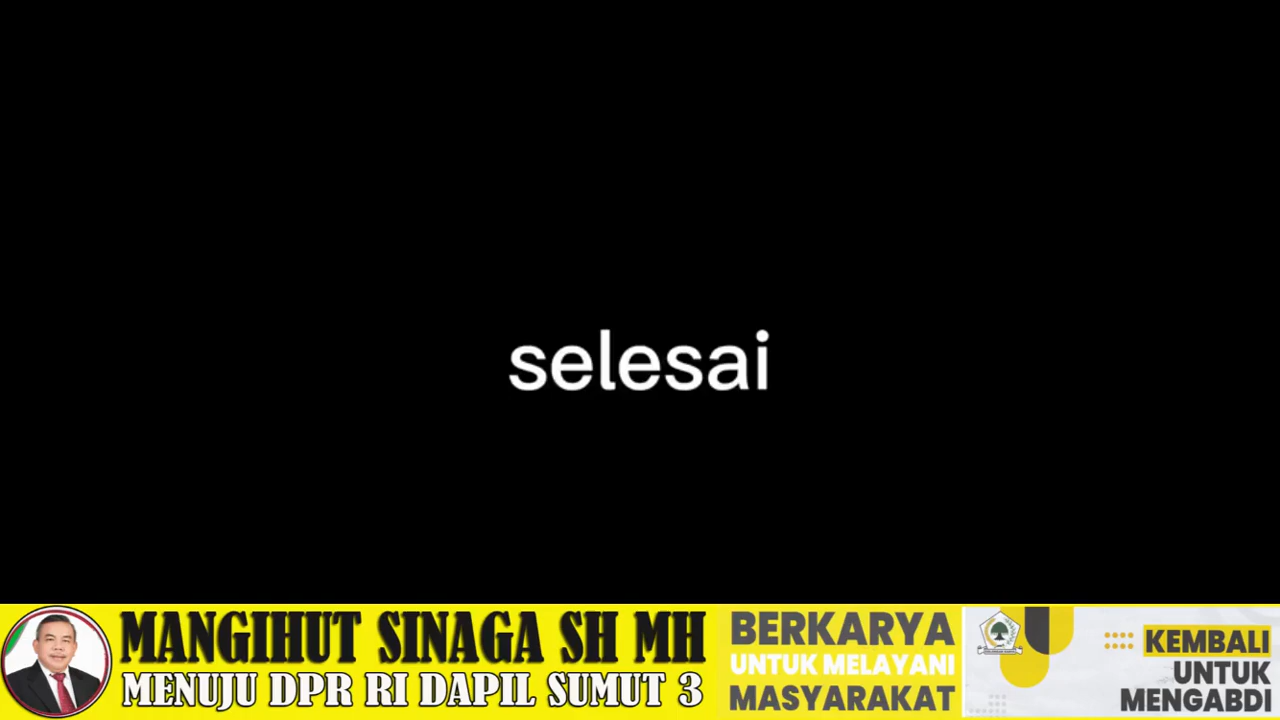 selesai
MANGIHUT SINAGA SH MH
MENUJU DPR RI DAPIL SUMUT 3
BERKARYA
UNTUK MELAYANI
MASYARAKAT
KEMBALI
UNTUK
MENGABDI